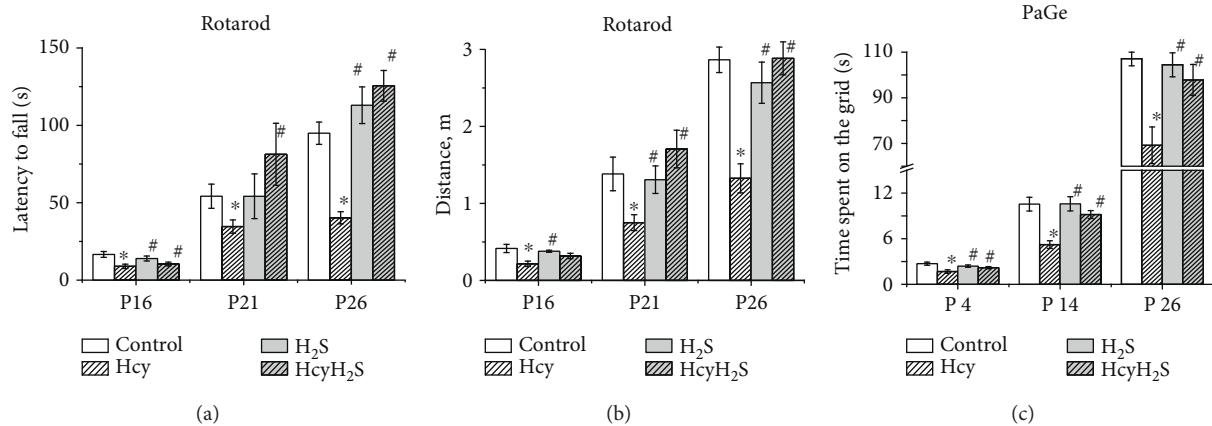 Rotarod
Latency to fall (s)
150
100
50
0
*
#
#
*
#
*
#
#
P16
P21
P26
Control
Hcy
H₂S
HcyH₂S
(a)
Rotarod
Distance, m
3
2
1
0
*
#
*
#
#
*
#
#
P16
P21
P26
Control
Hcy
H₂S
HcyH₂S
(b)
PaGe
Time spent on the grid (s)
110
90
70
12
6
0
*
#
#
*
#
#
*
#
#
P 4
P 14
P 26
Control
Hcy
H₂S
HcyH₂S
(c)